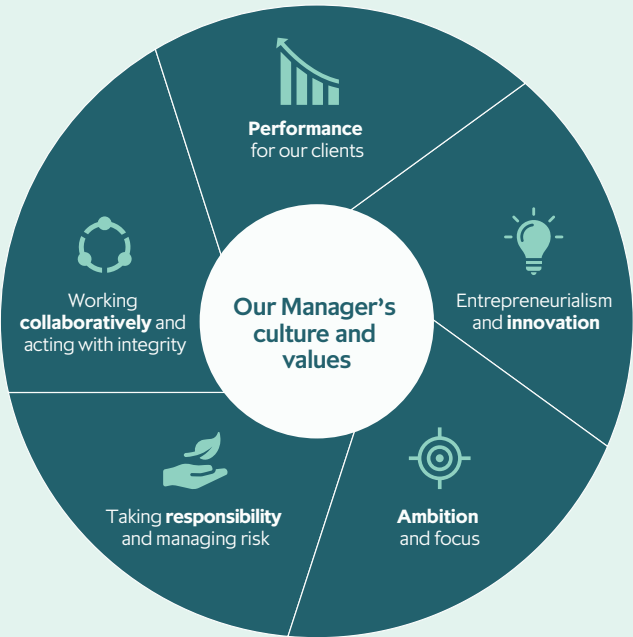 Performance
for our clients
Entrepreneurialism
and innovation
Ambition
and focus
Taking responsibility
and managing risk
Working
collaboratively and
acting with integrity
Our Manager’s
culture and
values